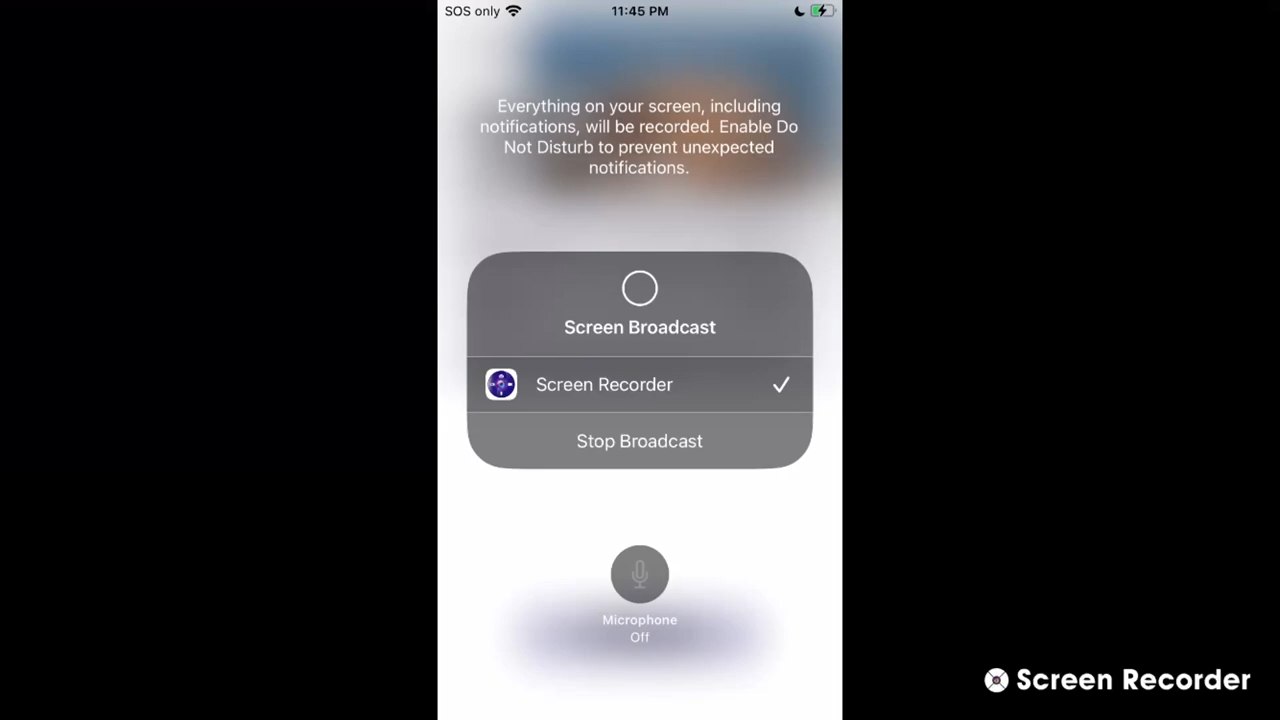 SOS only
11:45 PM
Everything on your screen, including
notifications, will be recorded. Enable Do
Not Disturb to prevent unexpected
notifications.
Screen Broadcast
Screen Recorder
Stop Broadcast
Microphone
Off
Screen Recorder